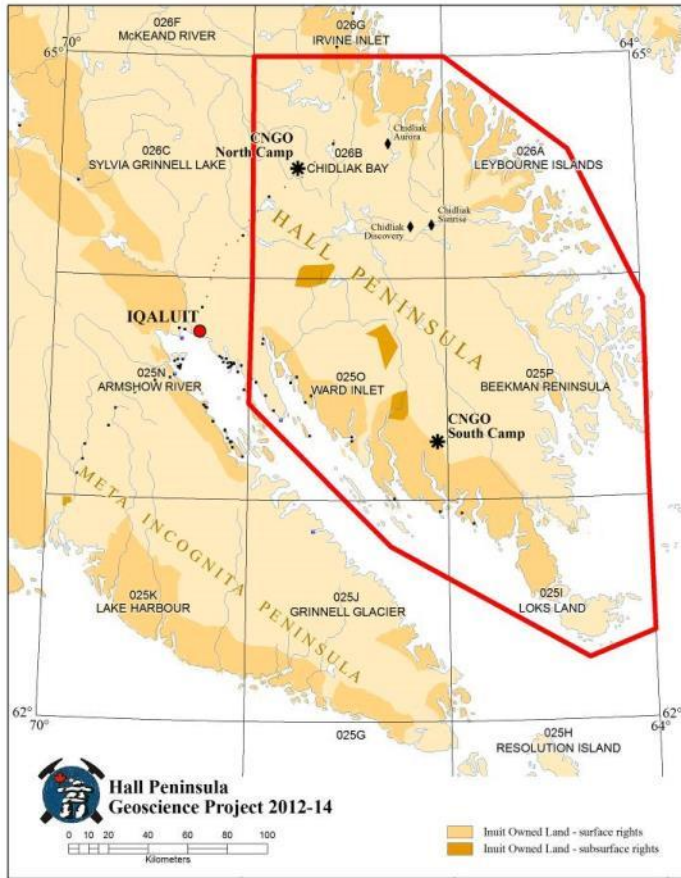 026F
MCKEAND RIVER
026G
IRVINE INLET
65°
70°
64°
65°
CNGO
North Camp
Chidliak
Aurora
026C
SYLVIA GRINNELL LAKE
026B
CHIDLIAK BAY
026A
LEYBOURNE ISLANDS
Chidliak
Discovery
Chidliak
Sunrise
HALL PENINSULA
IQALUIT
025N
ARMSHOW RIVER
025O
WARD INLET
025P
BEEKMAN PENINSULA
CNGO
South Camp
META INCOGNITA PENINSULA
025K
LAKE HARBOUR
025J
GRINNELL GLACIER
025I
LOKS LAND
62°
70°
64°
62°
025G
025H
RESOLUTION ISLAND
Hall Peninsula
Geoscience Project 2012-14
0 5 10 20 40 60 80 100
Kilometers
Inuit Owned Land - surface rights
Inuit Owned Land - subsurface rights